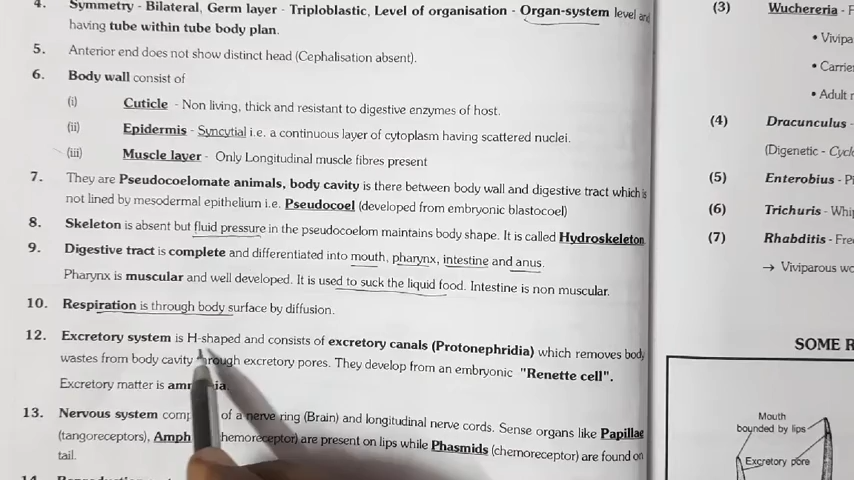 4. Symmetry - Bilateral, Germ layer - Triploblastic, Level of organisation - Organ-system level and
having tube within tube body plan.
5. Anterior end does not show distinct head (Cephalisation absent).
6. Body wall consist of
(i) Cuticle - Non living, thick and resistant to digestive enzymes of host.
(ii) Epidermis - Syncytial i.e. a continuous layer of cytoplasm having scattered nuclei.
(iii) Muscle layer - Only Longitudinal muscle fibres present
7. They are Pseudocoelomate animals, body cavity is there between body wall and digestive tract which is
not lined by mesodermal epithelium i.e. Pseudocoel (developed from embryonic blastocoel)
8. Skeleton is absent but fluid pressure in the pseudocoelom maintains body shape. It is called Hydroskeleton
9. Digestive tract is complete and differentiated into mouth, pharynx, intestine and anus.
Pharynx is muscular and well developed. It is used to suck the liquid food. Intestine is non muscular.
10. Respiration is through body surface by diffusion.
12. Excretory system is H-shaped and consists of excretory canals (Protonephridia) which removes body
wastes from body cavity through excretory pores. They develop from an embryonic "Renette cell".
Excretory matter is
13. Nervous system of a nerve ring (Brain) and longitudinal nerve cords. Sense organs like Papillae
(tangoreceptors), Amph hemoreceptor) are present on lips while Phasmids (chemoreceptor) are found on
tail.
(3) Wuchereria -
• Vivipa
• Carrie
• Adult
(4) Dracunculus -
(Digenetic - Cycl
(5) Enterobius -
(6) Trichuris - Whi
(7) Rhabditis - Fre
→ Viviparous wo
SOME
Mouth
bounded by lips
Excretory pore